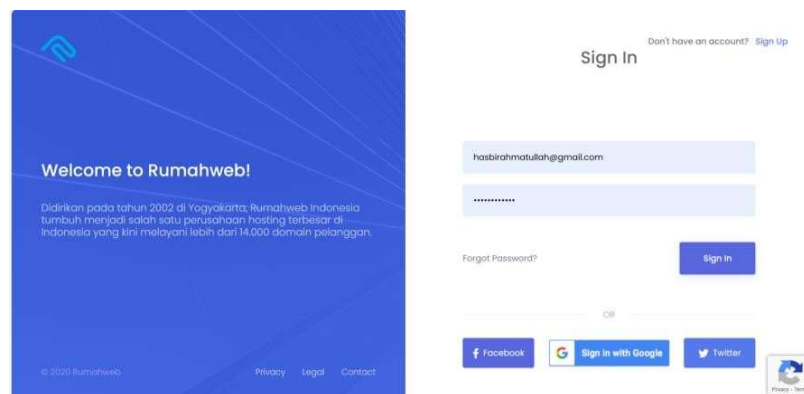 Don't have an account? Sign Up
Sign In
Welcome to Rumahweb!
Didirikan pada tahun 2002 di Yogyakarta, Rumahweb Indonesia
tumbuh menjadi salah satu perusahaan hosting terbesar di
Indonesia yang kini melayani lebih dari 14.000 domain pelanggan.
© 2020 Rumahweb
Privacy Legal Contact
hasbirahmatullah@gmail.com
••••••••••••
Forgot Password?
Sign In
OR
Facebook
Sign in with Google
Twitter
Privacy - Term